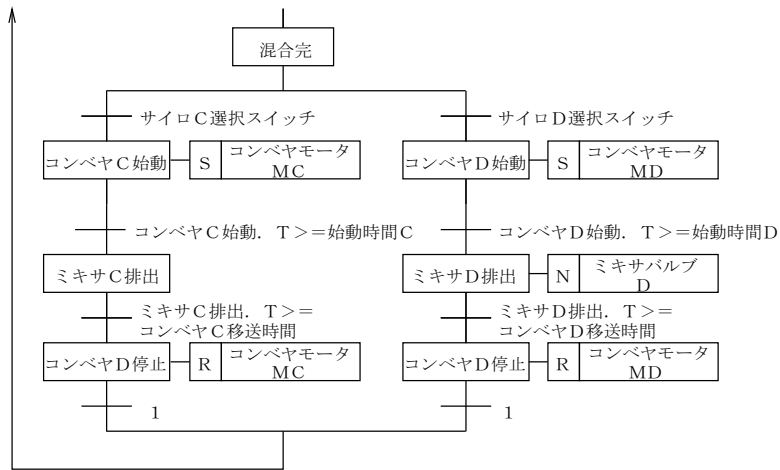 混合完
サイロC選択スイッチ
サイロD選択スイッチ
コンベヤC始動
S
コンベヤモータ
MC
コンベヤD始動
S
コンベヤモータ
MD
コンベヤC始動．T＞＝始動時間C
コンベヤD始動．T＞＝始動時間D
ミキサC排出
ミキサD排出
N
ミキサバルブ
D
ミキサC排出．T＞＝
コンベヤC移送時間
ミキサD排出．T＞＝
コンベヤD移送時間
コンベヤD停止
R
コンベヤモータ
MC
コンベヤD停止
R
コンベヤモータ
MD
1
1